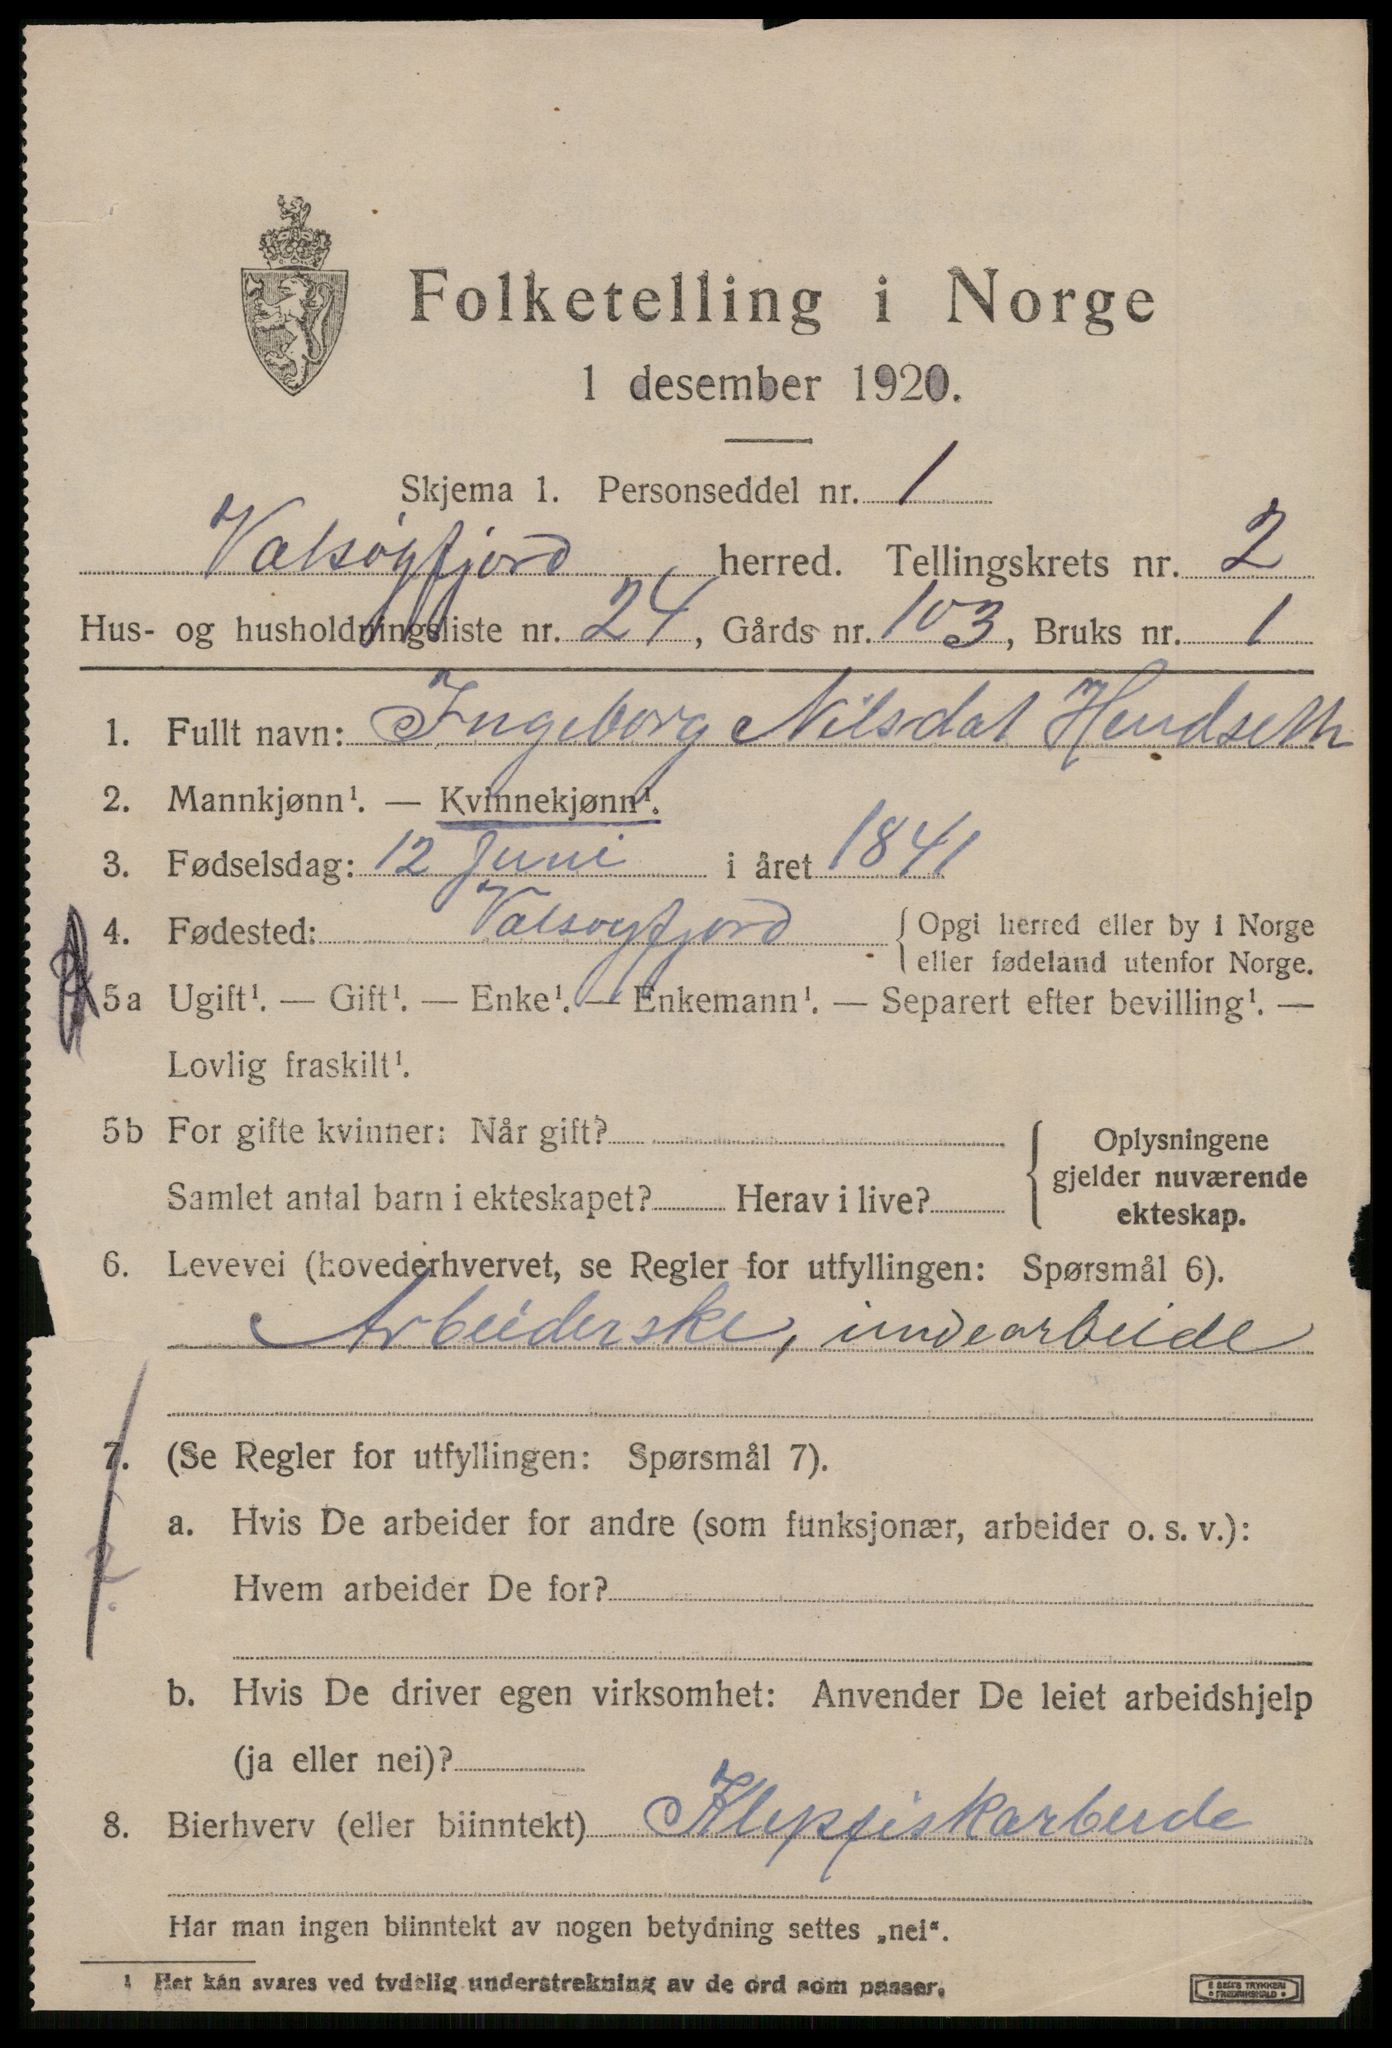 Folketelling i Norge
1 desember 1920.
Skjema 1. Personseddel nr. 1
Valsøyfjord herred. Tellingskrets nr. 2
Hus- og husholdningsliste nr. 24, Gårds nr. 103, Bruks nr. 1
1. Fullt navn: Ingeborg Nilsdat Hendseth
2. Mannkjønn¹. — Kvinnekjønn¹.
3. Fødselsdag: 12 Juni i året 1841
4. Fødested: Valsøyfjord { Opgi herred eller by i Norge
eller fødeland utenfor Norge.
5a Ugift¹. — Gift¹. — Enke¹. — Enkemann¹. — Separert efter bevilling¹. —
Lovlig fraskilt¹.
5b For gifte kvinner: Når gift? { Oplysningene
gjelder nuværende
Samlet antal barn i ekteskapet? Herav i live?
ekteskap.
6. Levevei (hovederhvervet, se Regler for utfyllingen: Spørsmål 6).
Arbeiderske, indearbeide
7. (Se Regler for utfyllingen: Spørsmål 7).
a. Hvis De arbeider for andre (som funksjonær, arbeider o. s. v.):
?
Hvem arbeider De for?
b. Hvis De driver egen virksomhet: Anvender De leiet arbeidshjelp
(ja eller nei)?
8. Bierhverv (eller biinntekt) Klepfiskarbeide
Har man ingen biinntekt av nogen betydning settes „nei“.
¹ Her kan svares ved tydelig understrekning av de ord som passer.
E SEM'S TRYKKERI
• FREDRIKSHALD •